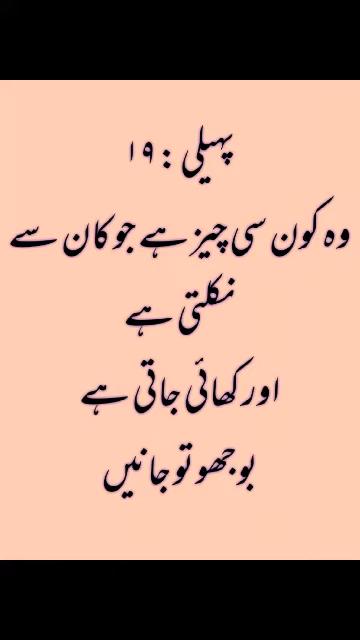 پہیلی : ۱۹
وہ کون سی چیز ہے جو کان سے
نکلتی ہے
اور کھائی جاتی ہے
بوجھو تو جانیں